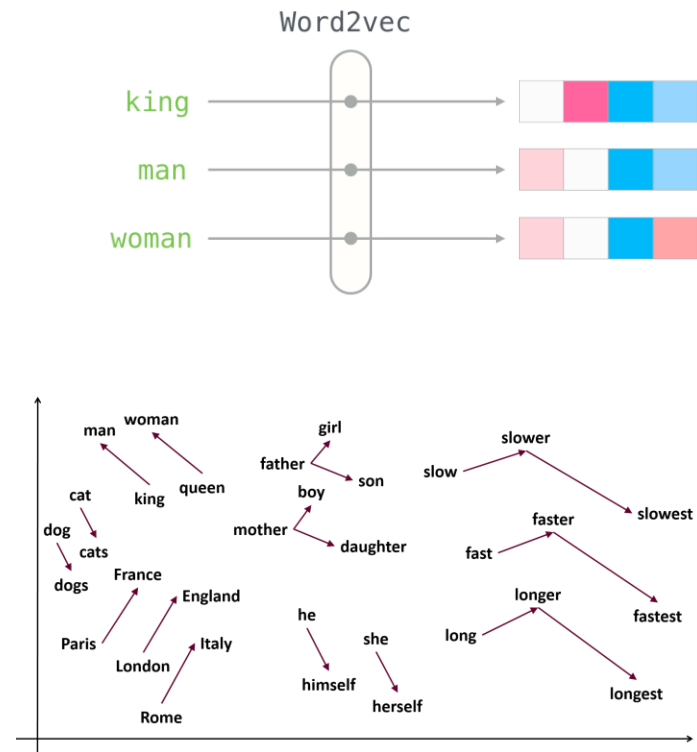 Word2vec
king
man
woman
man
woman
king
queen
cat
cats
dog
dogs
France
Paris
England
London
Italy
Rome
father
girl
son
mother
boy
daughter
he
himself
she
herself
slow
slower
slowest
fast
faster
fastest
long
longer
longest